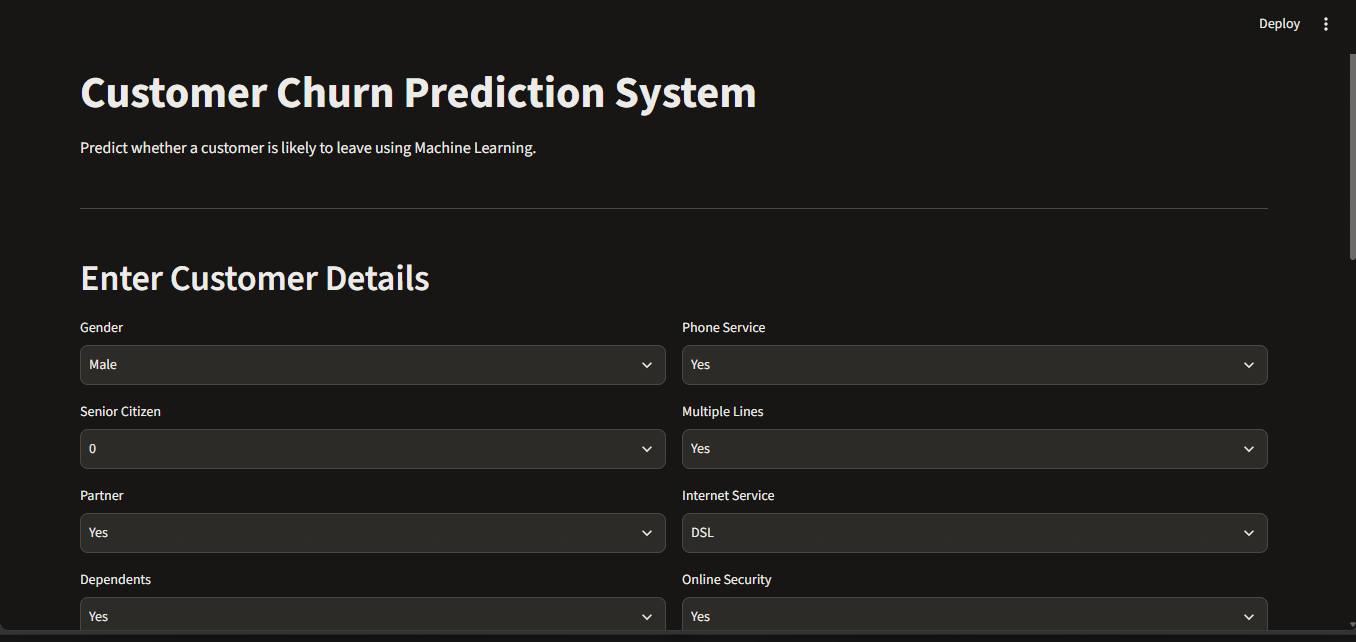 Deploy
Customer Churn Prediction System
Predict whether a customer is likely to leave using Machine Learning.
Enter Customer Details
Gender
Male
Phone Service
Yes
Senior Citizen
0
Multiple Lines
Yes
Partner
Yes
Internet Service
DSL
Dependents
Yes
Online Security
Yes